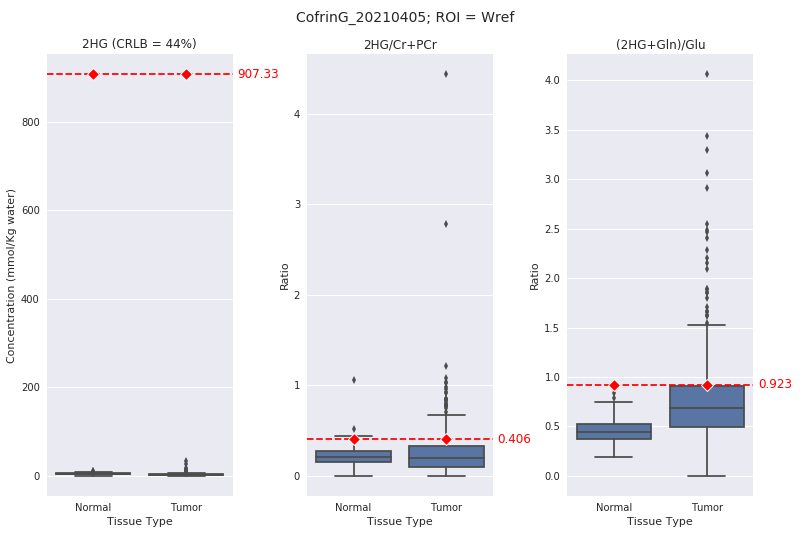 CofrinG_20210405; ROI = Wref
2HG (CRLB = 44%)
Concentration (mmol/Kg water)
800
600
400
200
0
907.33
Normal
Tumor
Tissue Type
2HG/Cr+PCr
Ratio
4
3
2
1
0
0.406
Normal
Tumor
Tissue Type
(2HG+Gln)/Glu
Ratio
4.0
3.5
3.0
2.5
2.0
1.5
1.0
0.5
0.0
0.923
Normal
Tumor
Tissue Type